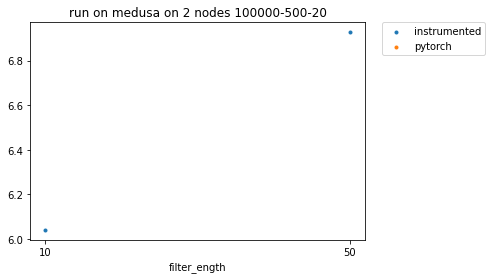 run on medusa on 2 nodes 100000-500-20
instrumented
pytorch
6.8
6.6
6.4
6.2
6.0
10
50
filter_ength